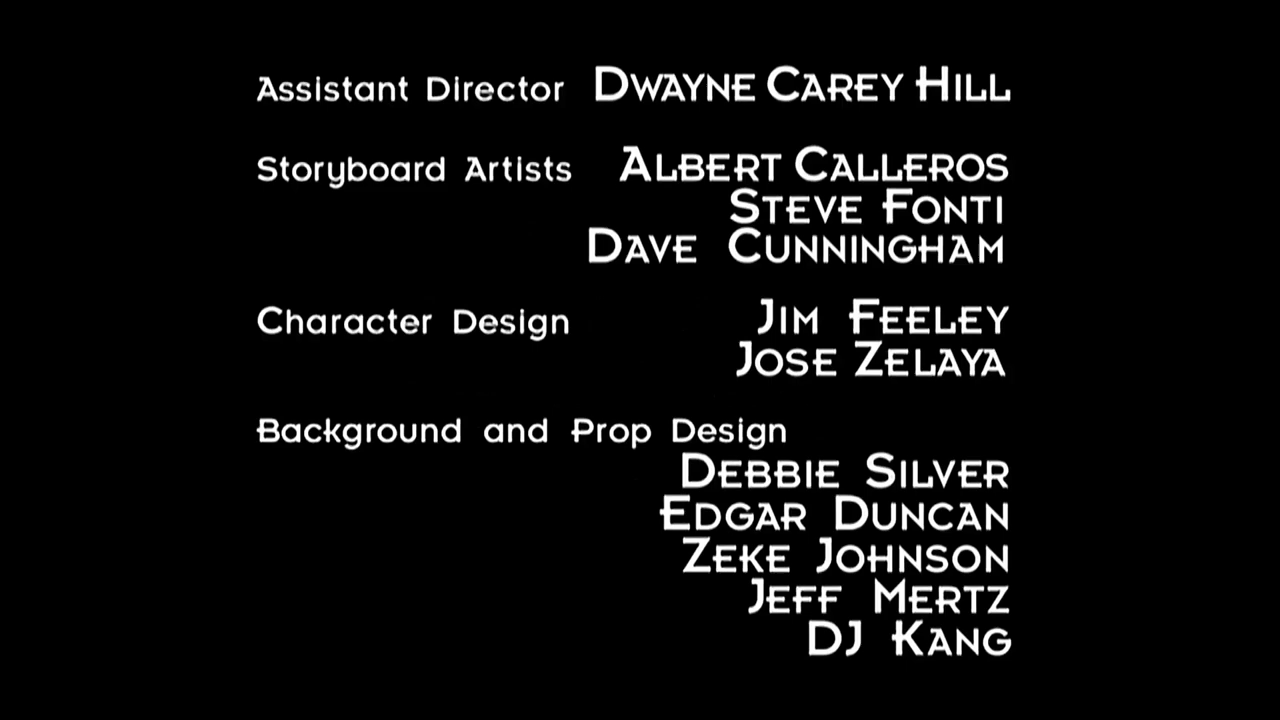 Assistant Director DWAYNE CAREY HILL
Storyboard Artists ALBERT CALLEROS
STEVE FONTI
DAVE CUNNINGHAM
Character Design JIM FEELEY
JOSE ZELAYA
Background and Prop Design
DEBBIE SILVER
EDGAR DUNCAN
ZEKE JOHNSON
JEFF MERTZ
DJ KANG